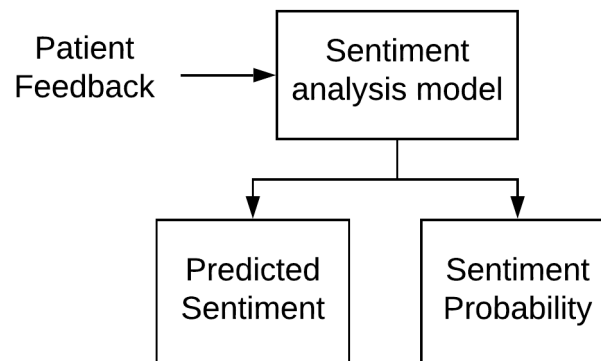 Patient
Feedback
Sentiment
analysis model
Predicted
Sentiment
Sentiment
Probability